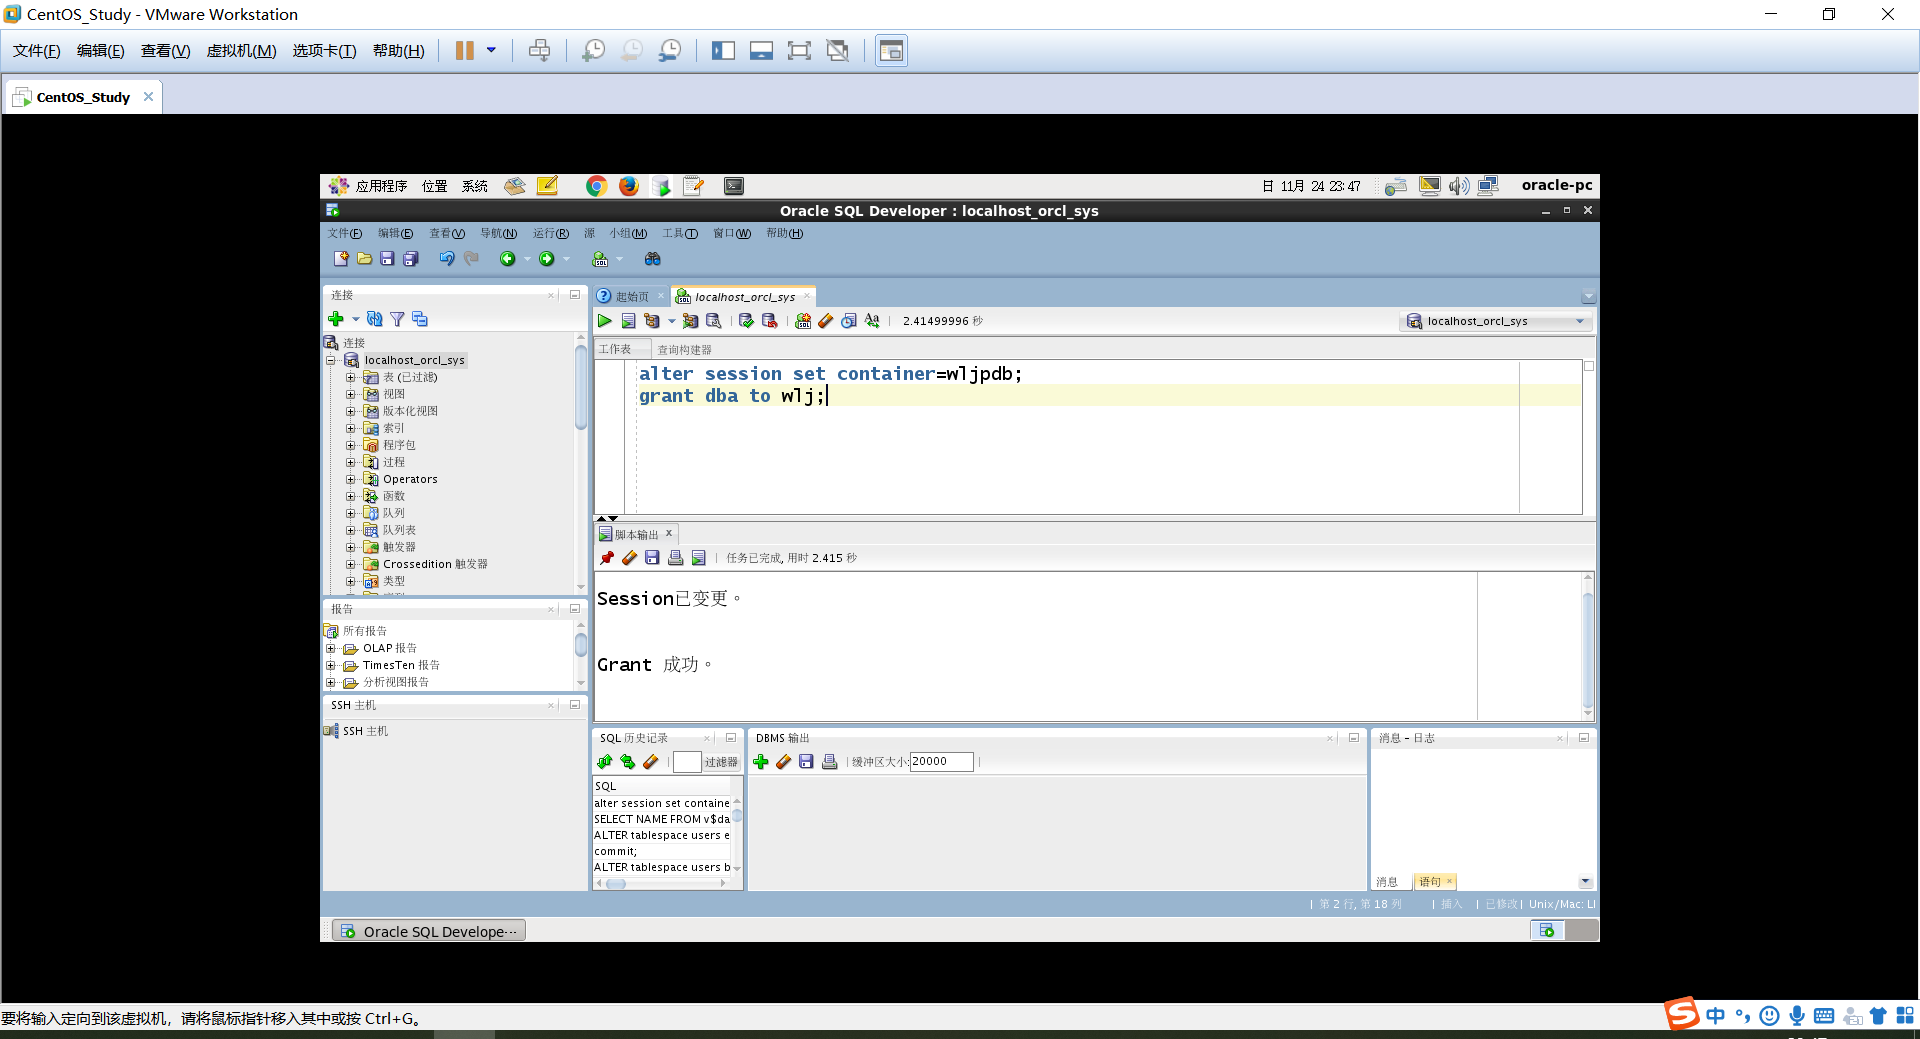 CentOS_Study - VMware Workstation
文件(F) 编辑(E) 查看(V) 虚拟机(M) 选项卡(T) 帮助(H)
CentOS_Study
应用程序 位置 系统 日 11月 24 23:47 oracle-pc
Oracle SQL Developer : localhost_orcl_sys
文件(F) 编辑(E) 查看(V) 导航(N) 运行(R) 源 小组(M) 工具(T) 窗口(W) 帮助(H)
连接
起始页 localhost_orcl_sys
2.41499996 秒 localhost_orcl_sys
工作表 查询构建器
连接
localhost_orcl_sys
表 (已过滤)
视图
版本化视图
索引
程序包
过程
Operators
函数
队列
队列表
触发器
Crossedition 触发器
类型
alter session set container=wljpdb;
grant dba to wlj;
脚本输出
任务已完成, 用时 2.415 秒
Session已变更。
Grant 成功。
报告
所有报告
OLAP 报告
TimesTen 报告
分析视图报告
SSH 主机
SSH 主机
SQL 历史记录
过滤器
SQL
alter session set containe
SELECT NAME FROM v$da
ALTER tablespace users e
commit;
ALTER tablespace users b
DBMS 输出
缓冲区大小: 20000
消息 - 日志
消息 语句
第 2 行, 第 18 列 插入 已修改 Unix/Mac: LI
Oracle SQL Develope···
要将输入定向到该虚拟机，请将鼠标指针移入其中或按 Ctrl+G。
中